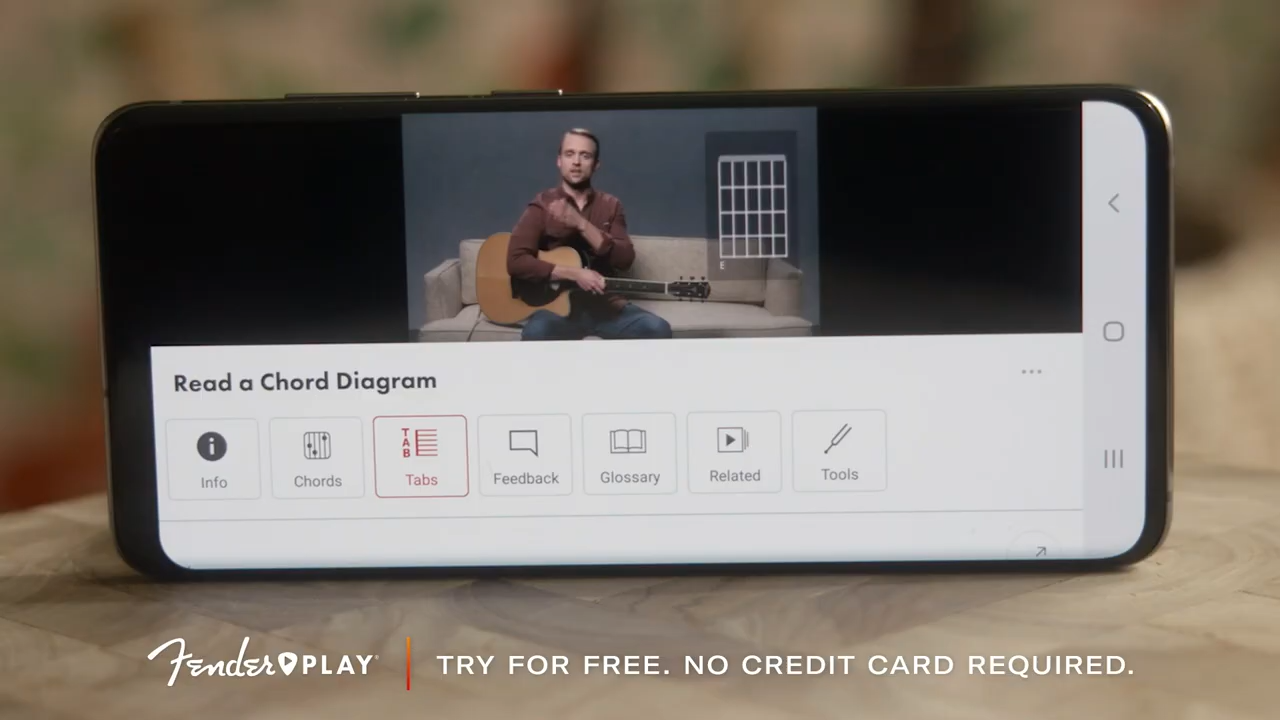 E
Read a Chord Diagram
Info
Chords
TAB
Tabs
Feedback
Glossary
Related
Tools
Fender PLAY
TRY FOR FREE. NO CREDIT CARD REQUIRED.